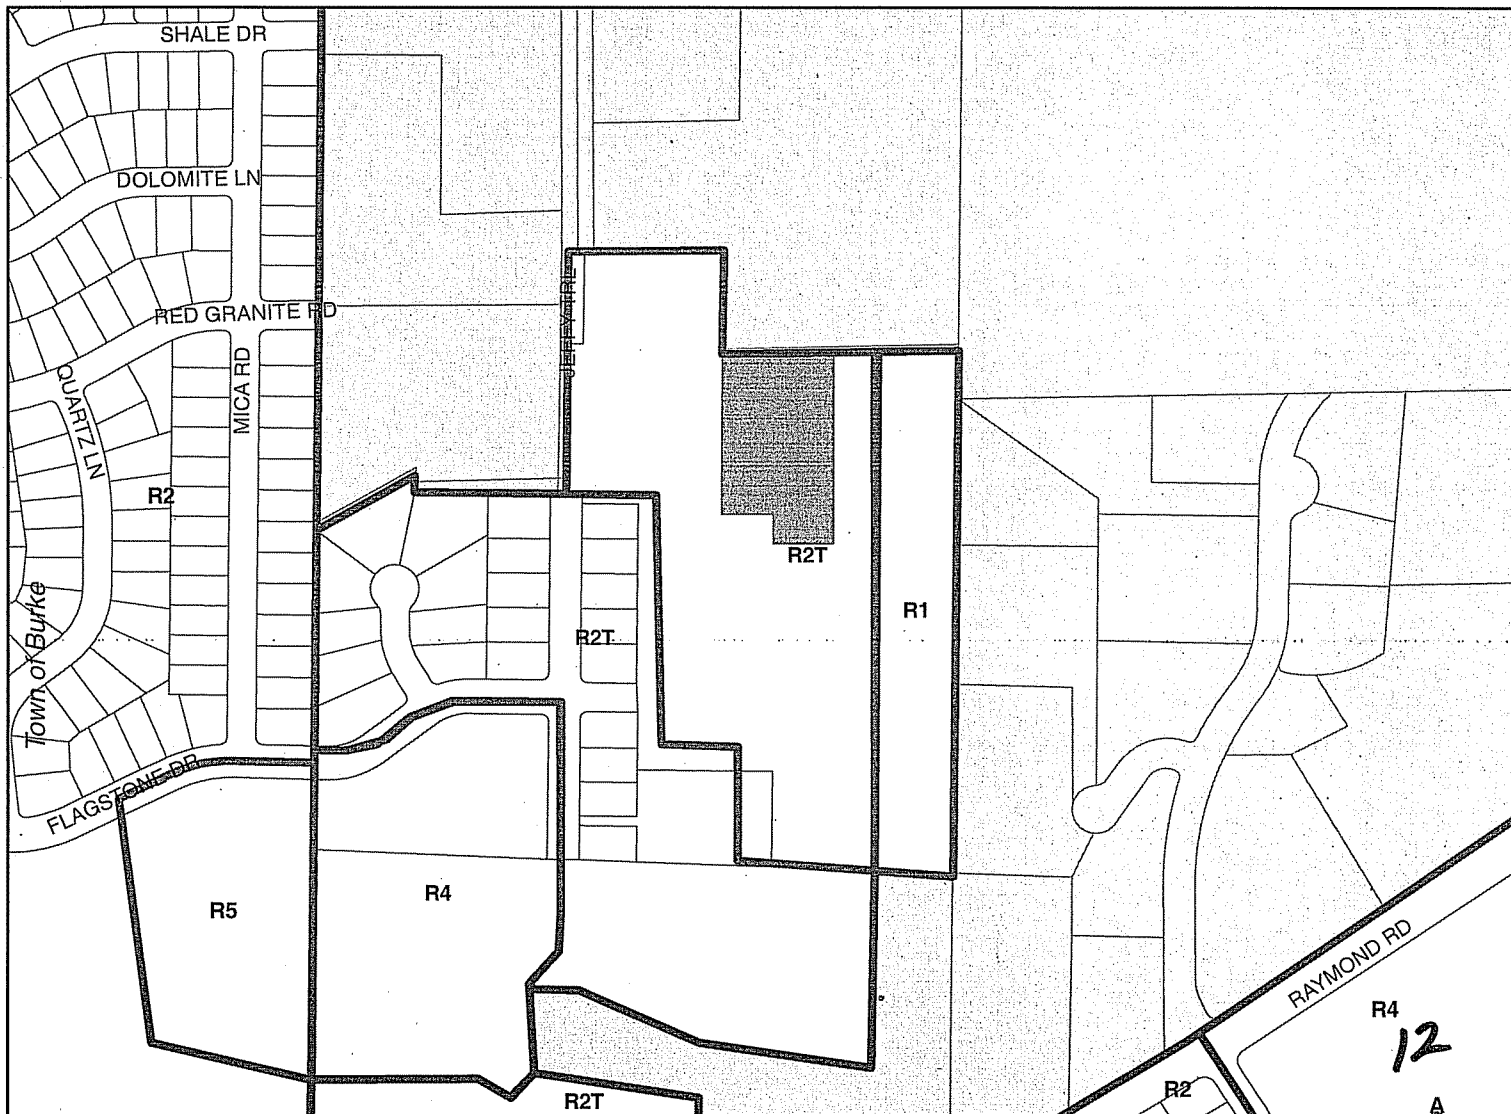 SHALE DR
DOLOMITE LN
RED GRANITE RD
MICA RD
QUARTZ LN
R2
R2T
R1
R2T
Town of Burke
FLAGSTONE DR
R5
R4
RAYMOND RD
R4
12
R2
R2T
A